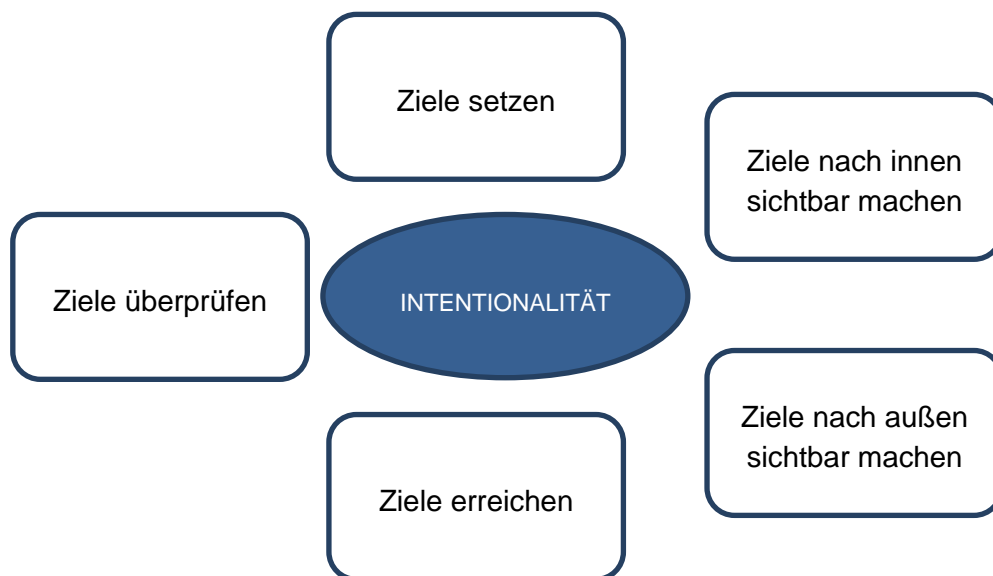 Ziele setzen
Ziele nach innen
sichtbar machen
Ziele überprüfen
INTENTIONALITÄT
Ziele nach außen
sichtbar machen
Ziele erreichen